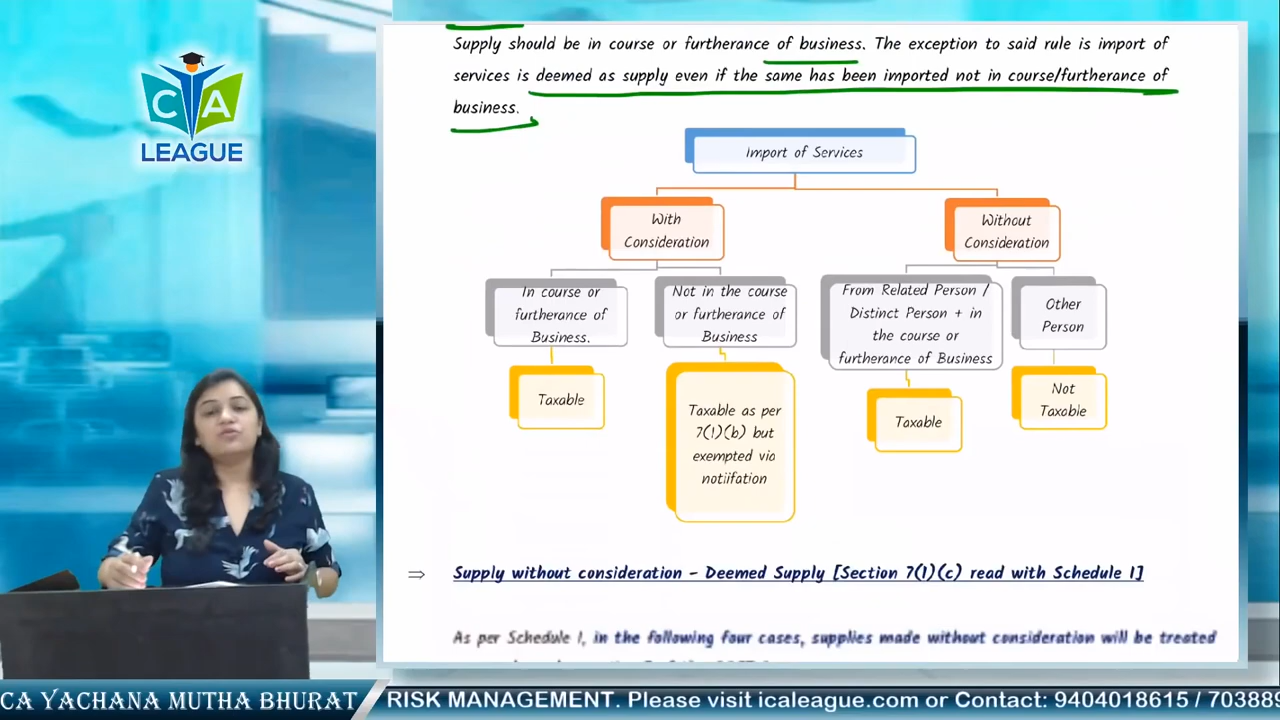 CA
LEAGUE
Supply should be in course or furtherance of business. The exception to said rule is import of
services is deemed as supply even if the same has been imported not in course/furtherance of
business.
Import of Services
With
Consideration
Without
Consideration
In course or
furtherance of
Business.
Not in the course
or furtherance of
Business
From Related Person /
Distinct Person + in
the course or
furtherance of Business
Other
Person
Taxable
Taxable as per
7(1)(b) but
exempted via
notiifation
Taxable
Not
Taxable
⇒ Supply without consideration – Deemed Supply [Section 7(1)(c) read with Schedule I]
As per Schedule I, in the following four cases, supplies made without consideration will be treated
CA YACHANA MUTHA BHURAT
RISK MANAGEMENT. Please visit icaleague.com or Contact: 9404018615 / 703889